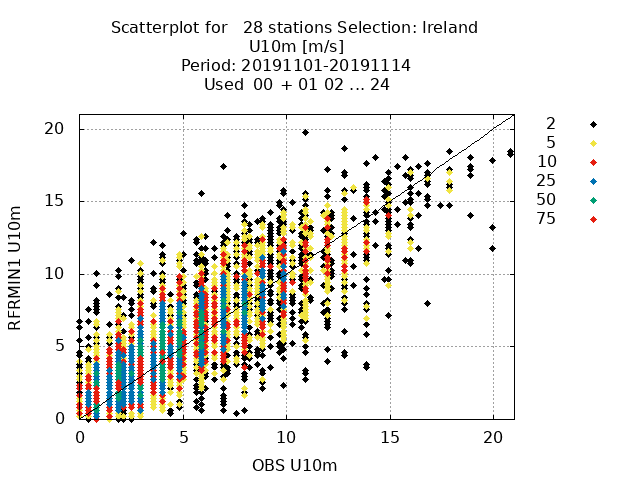 Scatterplot for   28 stations Selection: Ireland
U10m [m/s]
Period: 20191101-20191114
Used  00 + 01 02 ... 24
20
15
10
5
0
RFRMIN1 U10m
0 5 10 15 20
OBS U10m
2
5
10
25
50
75